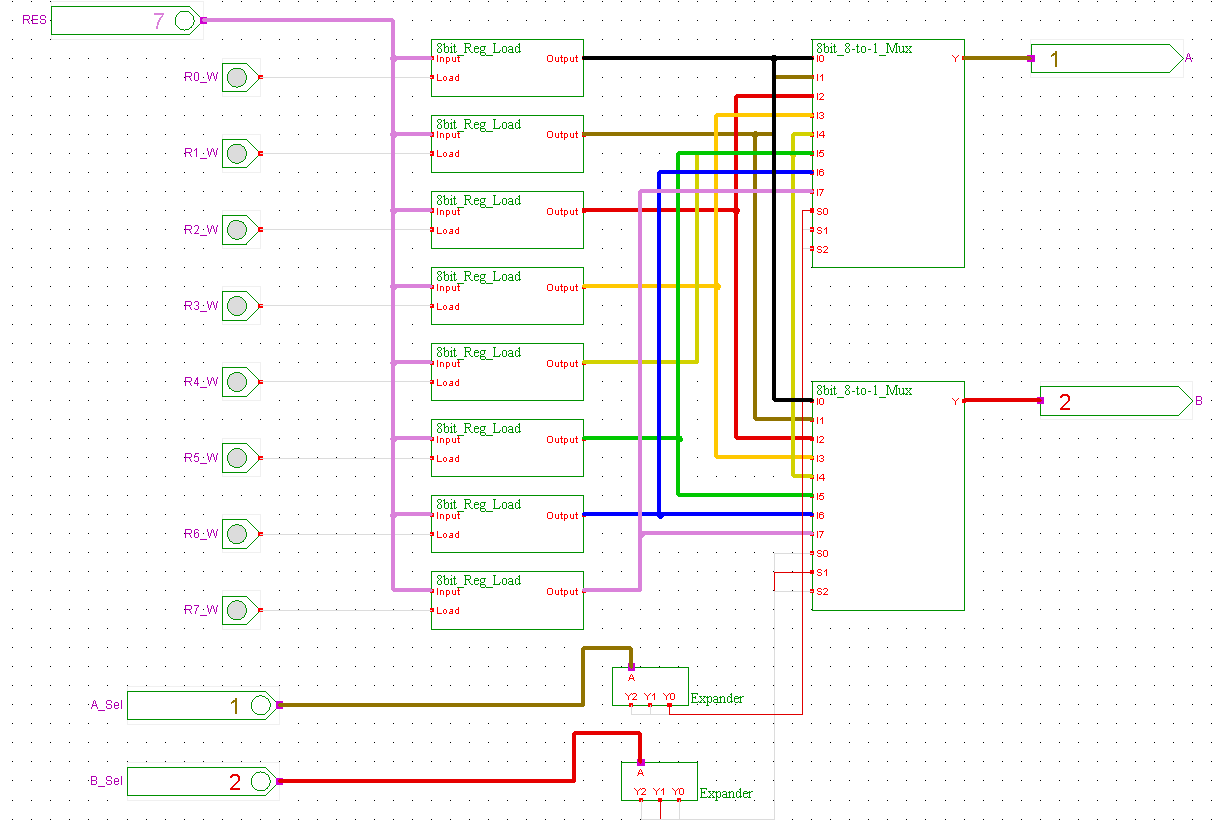 RES 7
8bit_Reg_Load 8bit_8-to-1_Mux
Input Output I0 Y 1 A
R0_W Load I1
I2
8bit_Reg_Load I3
Input Output I4
R1_W Load I5
I6
8bit_Reg_Load I7
Input Output S0
R2_W Load S1
S2
8bit_Reg_Load
Input Output
R3_W Load
8bit_Reg_Load
Input Output
R4_W Load
8bit_8-to-1_Mux
I0 Y 2 B
I1
8bit_Reg_Load I2
Input Output I3
R5_W Load I4
I5
8bit_Reg_Load I6
Input Output I7
R6_W Load S0
S1
8bit_Reg_Load S2
Input Output
R7_W Load
A
Y2 Y1 Y0 Expander
A_Sel 1
A
B_Sel 2
Y2 Y1 Y0 Expander